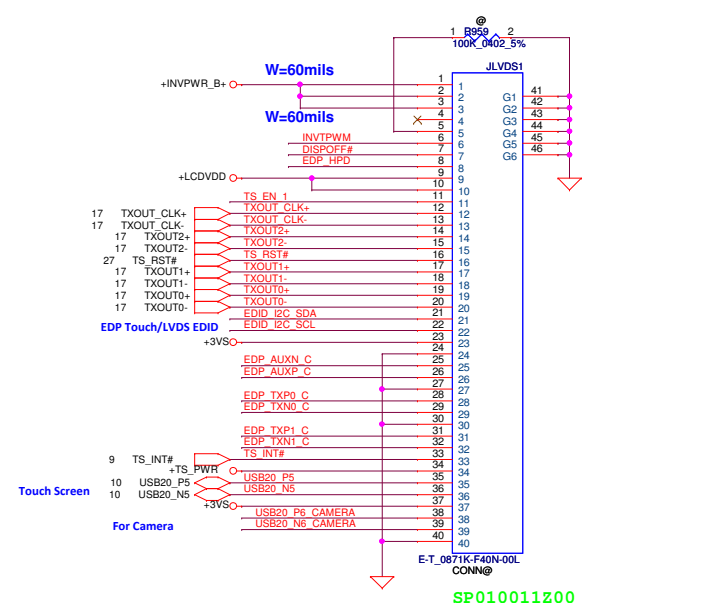 @
1 R959 2
100K_0402_5%
JLVDS1
W=60mils
+INVPWR_B+
W=60mils
1 1
2 2
3 3
4 4
5 5
INVTPWM 6 6
DISPOFF# 7 7
EDP_HPD 8 8
+LCDVDD 9 9
10 10
TS_EN_1 11 11
17 TXOUT_CLK+ TXOUT_CLK+ 12 12
17 TXOUT_CLK- TXOUT_CLK- 13 13
17 TXOUT2+ TXOUT2+ 14 14
17 TXOUT2- TXOUT2- 15 15
27 TS_RST# TS_RST# 16 16
17 TXOUT1+ TXOUT1+ 17 17
17 TXOUT1- TXOUT1- 18 18
17 TXOUT0+ TXOUT0+ 19 19
17 TXOUT0- TXOUT0- 20 20
EDID_I2C_SDA 21 21
EDP Touch/LVDS EDID
EDID_I2C_SCL 22 22
+3VS 23 23
24 24
EDP_AUXN_C 25 25
EDP_AUXP_C 26 26
27 27
EDP_TXP0_C 28 28
EDP_TXN0_C 29 29
30 30
EDP_TXP1_C 31 31
EDP_TXN1_C 32 32
9 TS_INT# TS_INT# 33 33
+TS_PWR 34 34
10 USB20_P5 USB20_P5 35 35
Touch Screen
10 USB20_N5 USB20_N5 36 36
+3VS 37 37
USB20_P6_CAMERA 38 38
For Camera
USB20_N6_CAMERA 39 39
40 40
G1 41
G2 42
G3 43
G4 44
G5 45
G6 46
E-T_0871K-F40N-00L
CONN@
SP010011Z00